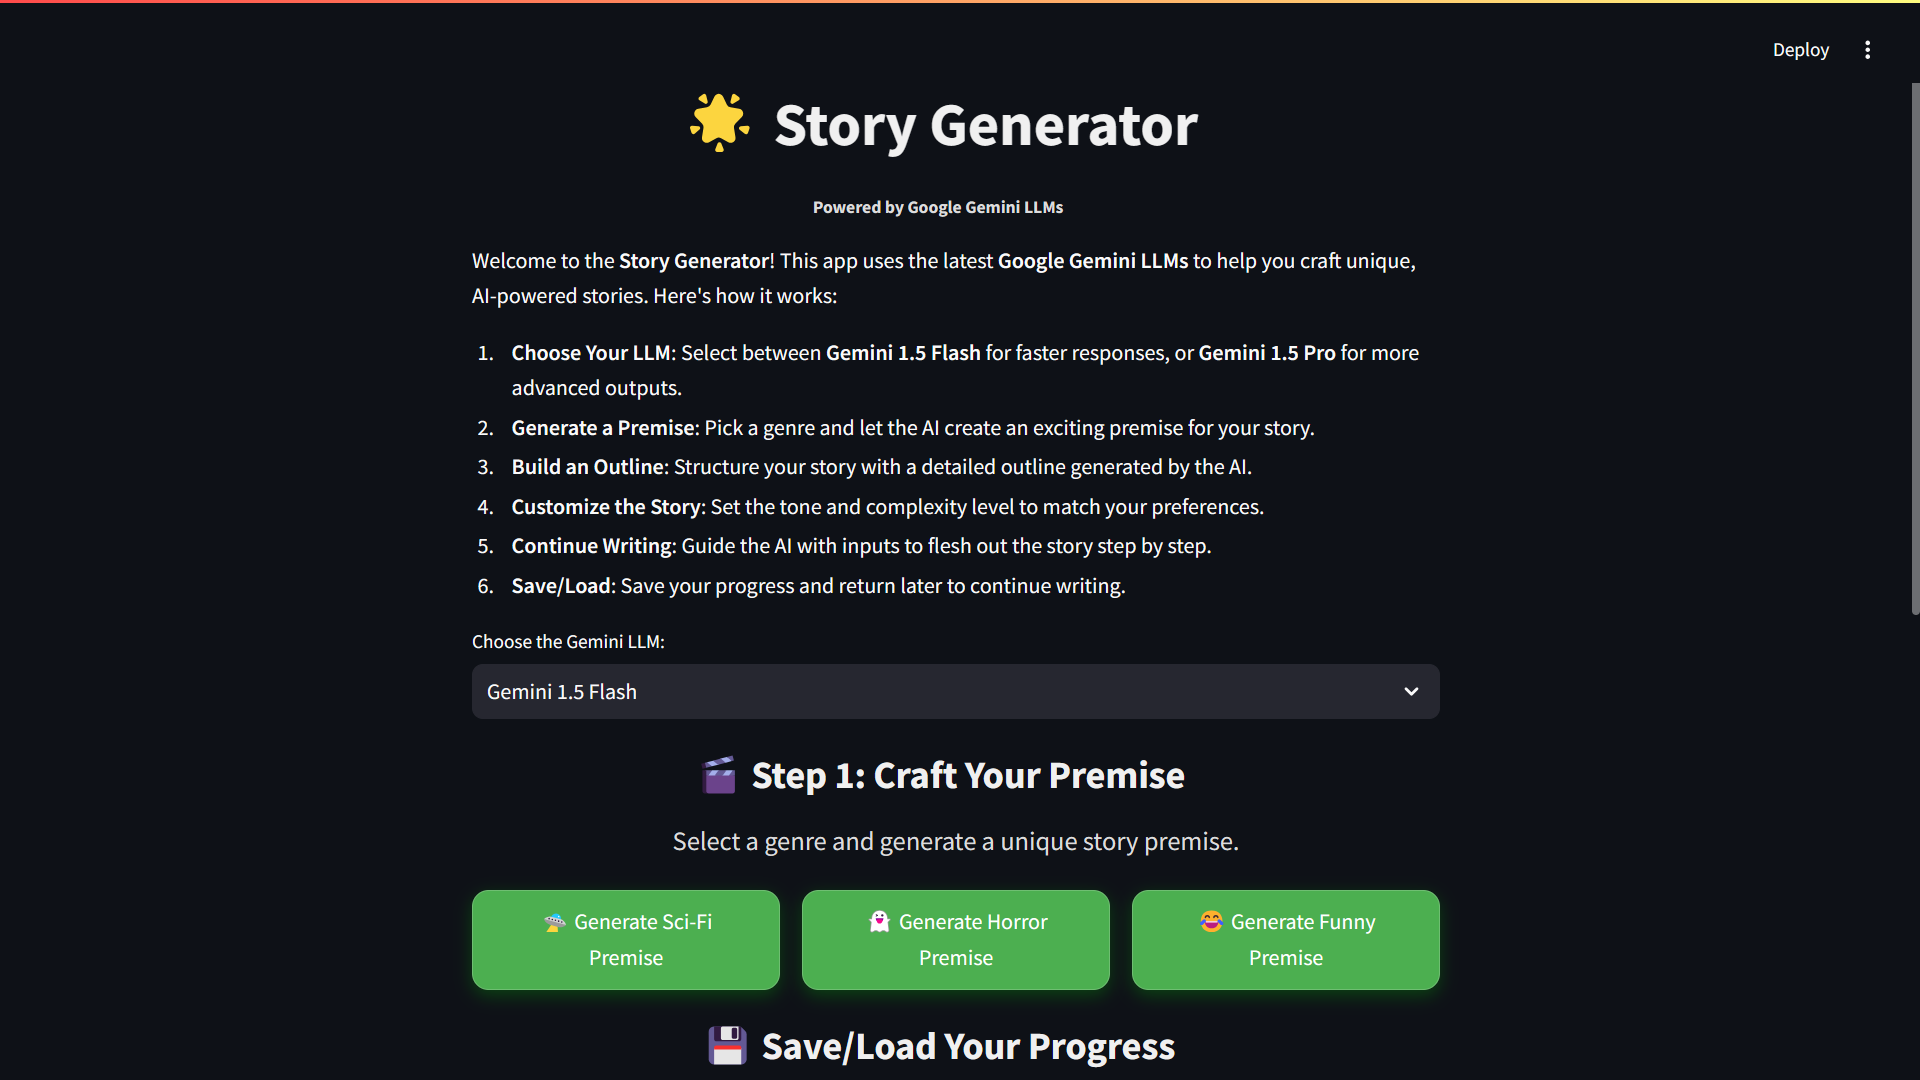 Deploy
Story Generator
Powered by Google Gemini LLMs
Welcome to the Story Generator! This app uses the latest Google Gemini LLMs to help you craft unique,
AI-powered stories. Here's how it works:
1. Choose Your LLM: Select between Gemini 1.5 Flash for faster responses, or Gemini 1.5 Pro for more
advanced outputs.
2. Generate a Premise: Pick a genre and let the AI create an exciting premise for your story.
3. Build an Outline: Structure your story with a detailed outline generated by the AI.
4. Customize the Story: Set the tone and complexity level to match your preferences.
5. Continue Writing: Guide the AI with inputs to flesh out the story step by step.
6. Save/Load: Save your progress and return later to continue writing.
Choose the Gemini LLM:
Gemini 1.5 Flash
Step 1: Craft Your Premise
Select a genre and generate a unique story premise.
Generate Sci-Fi
Premise
Generate Horror
Premise
Generate Funny
Premise
Save/Load Your Progress